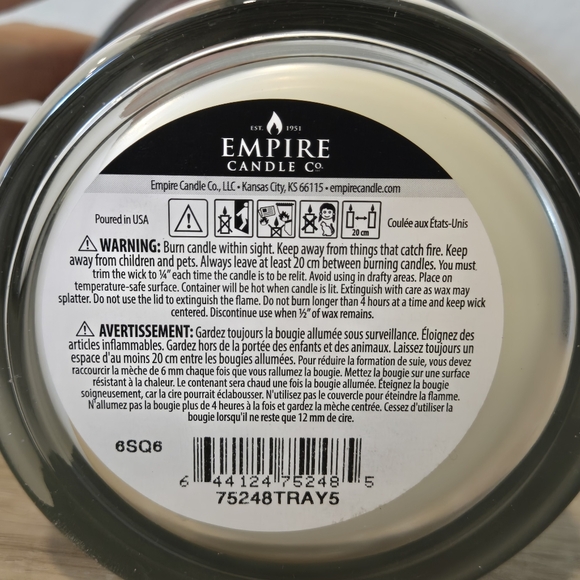 EST. 1951
EMPIRE
CANDLE CO.
Empire Candle Co., LLC • Kansas City, KS 66115 • empirecandle.com
Poured in USA
20 cm
Coulée aux États-Unis
WARNING: Burn candle within sight. Keep away from things that catch fire. Keep
away from children and pets. Always leave at least 20 cm between burning candles. You must
trim the wick to ¼” each time the candle is to be relit. Avoid using in drafty areas. Place on
temperature-safe surface. Container will be hot when candle is lit. Extinguish with care as wax may
splatter. Do not use the lid to extinguish the flame. Do not burn longer than 4 hours at a time and keep wick
centered. Discontinue use when ½” of wax remains.
AVERTISSEMENT: Gardez toujours la bougie allumée sous surveillance. Éloignez des
articles inflammables. Gardez hors de la portée des enfants et des animaux. Laissez toujours un
espace d'au moins 20 cm entre les bougies allumées. Pour réduire la formation de suie, vous devez
raccourcir la mèche de 6 mm chaque fois que vous rallumez la bougie. Mettez la bougie sur une surface
résistant à la chaleur. Le contenant sera chaud une fois la bougie allumée. Éteignez la bougie
soigneusement, car la cire pourrait éclabousser. N'utilisez pas le couvercle pour éteindre la flamme.
N'allumez pas la bougie plus de 4 heures à la fois et gardez la mèche centrée. Cessez d'utiliser la
bougie lorsqu'il ne reste que 12 mm de cire.
6SQ6
6 44124 75248 5
75248TRAY5